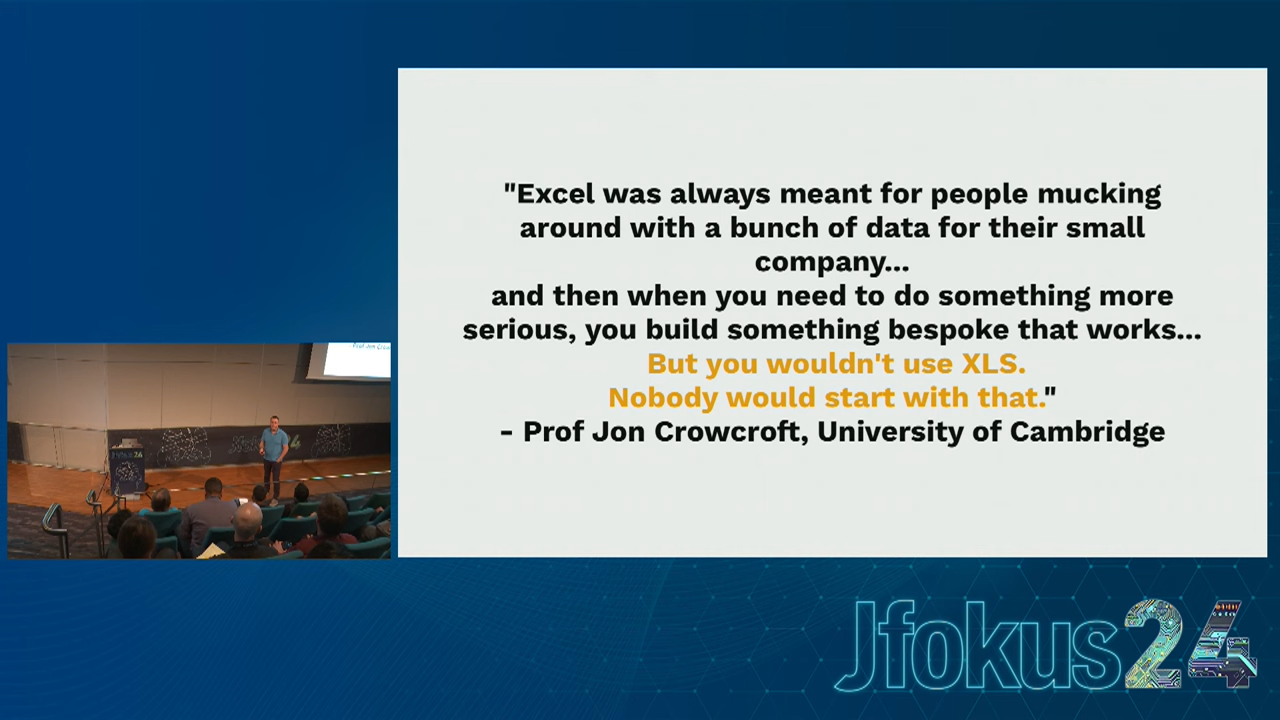 "Excel was always meant for people mucking
around with a bunch of data for their small
company...
and then when you need to do something more
serious, you build something bespoke that works...
But you wouldn't use XLS.
Nobody would start with that."
- Prof Jon Crowcroft, University of Cambridge
Jfokus24